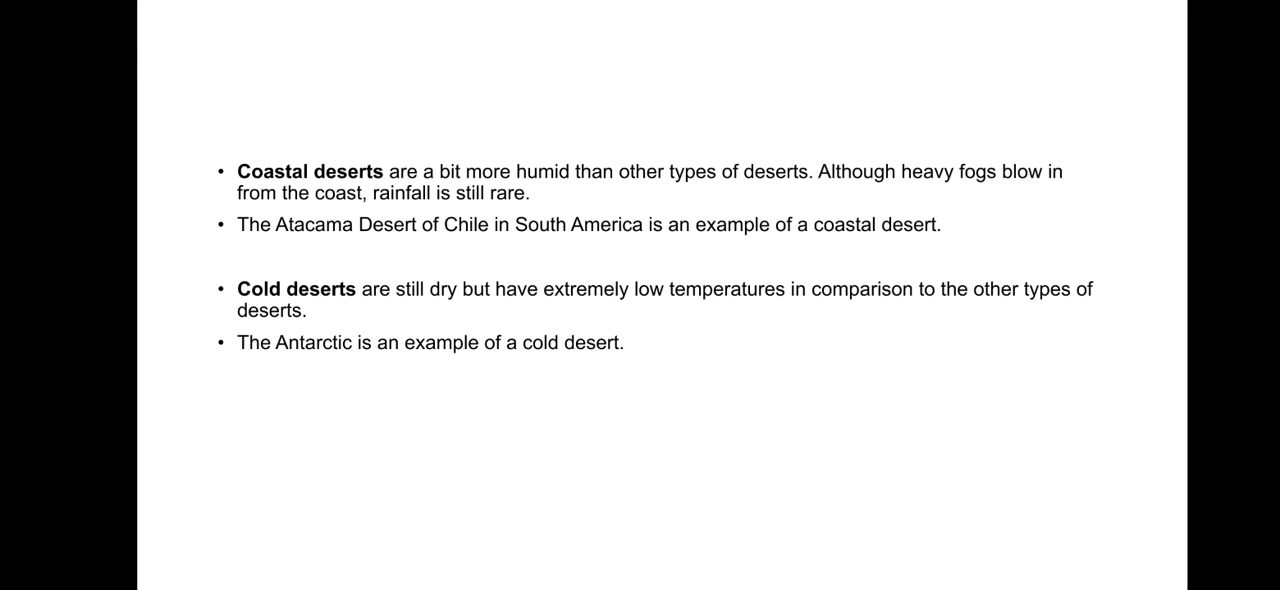 • Coastal deserts are a bit more humid than other types of deserts. Although heavy fogs blow in
from the coast, rainfall is still rare.
• The Atacama Desert of Chile in South America is an example of a coastal desert.
• Cold deserts are still dry but have extremely low temperatures in comparison to the other types of
deserts.
• The Antarctic is an example of a cold desert.